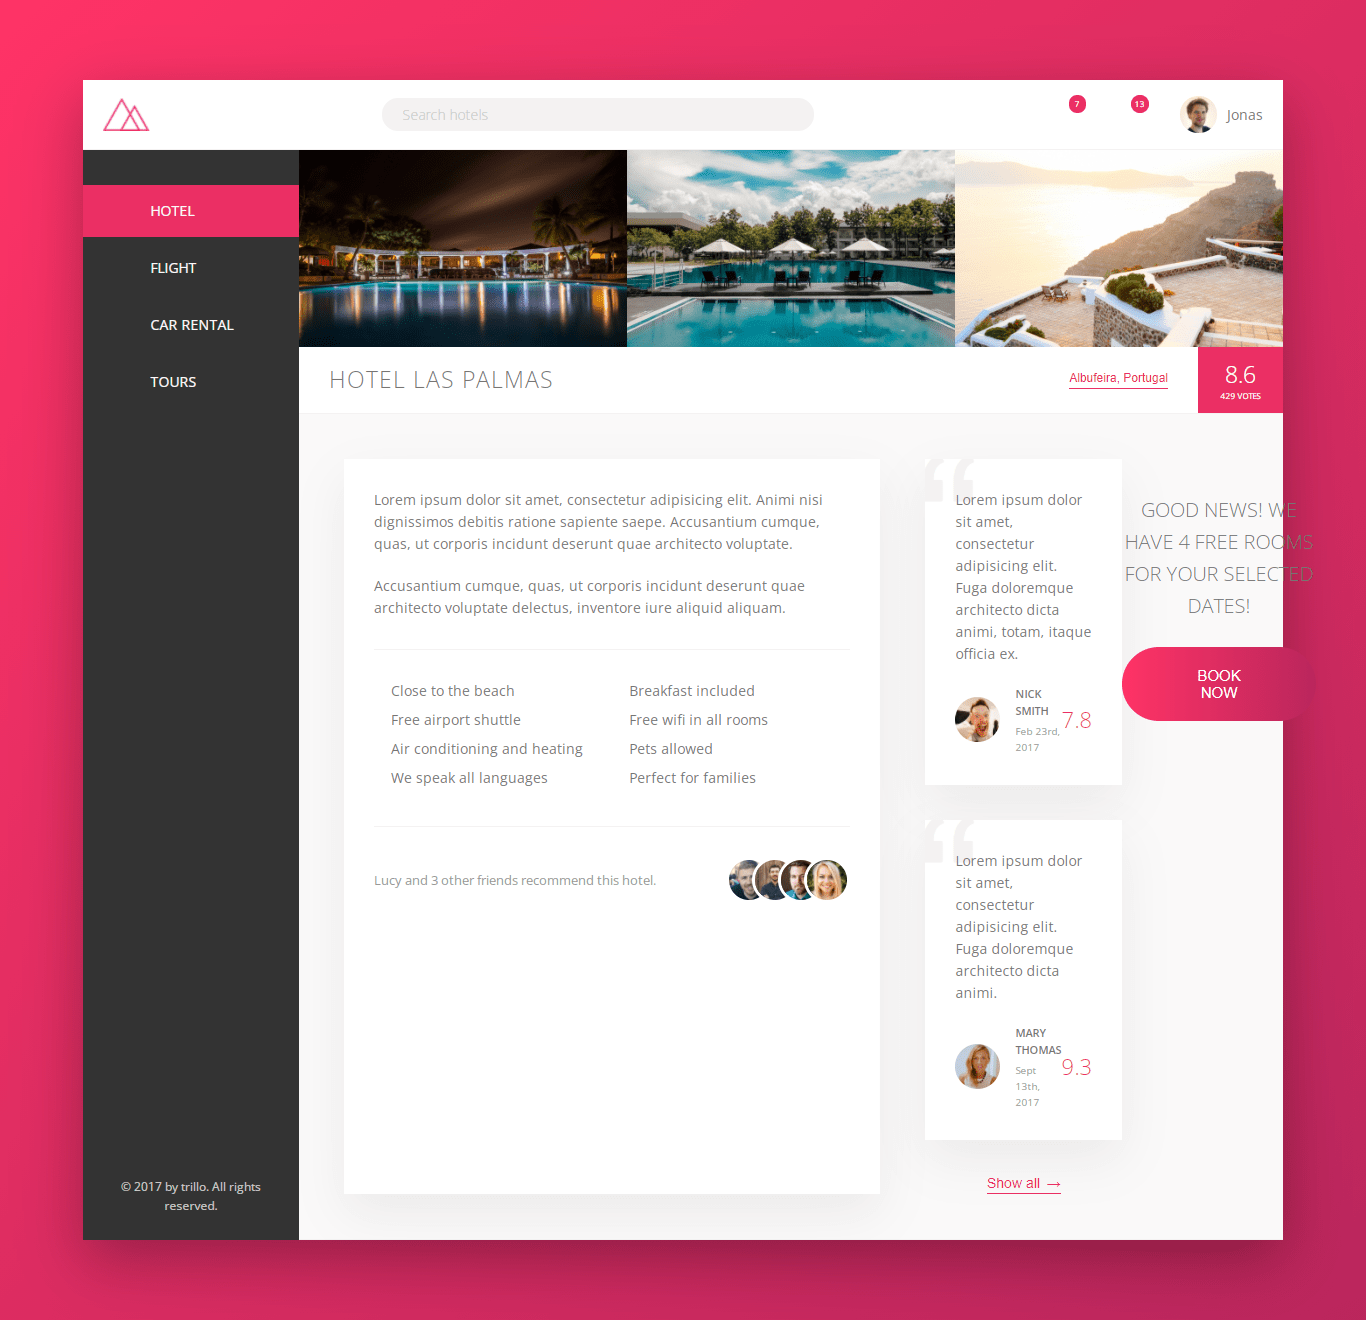 Search hotels
7
13
Jonas
HOTEL
FLIGHT
CAR RENTAL
TOURS
© 2017 by trillo. All rights
reserved.
HOTEL LAS PALMAS
Albufeira, Portugal
8.6
429 VOTES
Lorem ipsum dolor sit amet, consectetur adipisicing elit. Animi nisi
dignissimos debitis ratione sapiente saepe. Accusantium cumque,
quas, ut corporis incidunt deserunt quae architecto voluptate.
Accusantium cumque, quas, ut corporis incidunt deserunt quae
architecto voluptate delectus, inventore iure aliquid aliquam.
Close to the beach
Breakfast included
Free airport shuttle
Free wifi in all rooms
Air conditioning and heating
Pets allowed
We speak all languages
Perfect for families
Lucy and 3 other friends recommend this hotel.
“
Lorem ipsum dolor
sit amet,
consectetur
adipisicing elit.
Fuga doloremque
architecto dicta
animi, totam, itaque
officia ex.
NICK
SMITH
Feb 23rd,
2017
7.8
“
Lorem ipsum dolor
sit amet,
consectetur
adipisicing elit.
Fuga doloremque
architecto dicta
animi.
MARY
THOMAS
Sept
13th,
2017
9.3
Show all →
GOOD NEWS! WE
HAVE 4 FREE ROOMS
FOR YOUR SELECTED
DATES!
BOOK
NOW